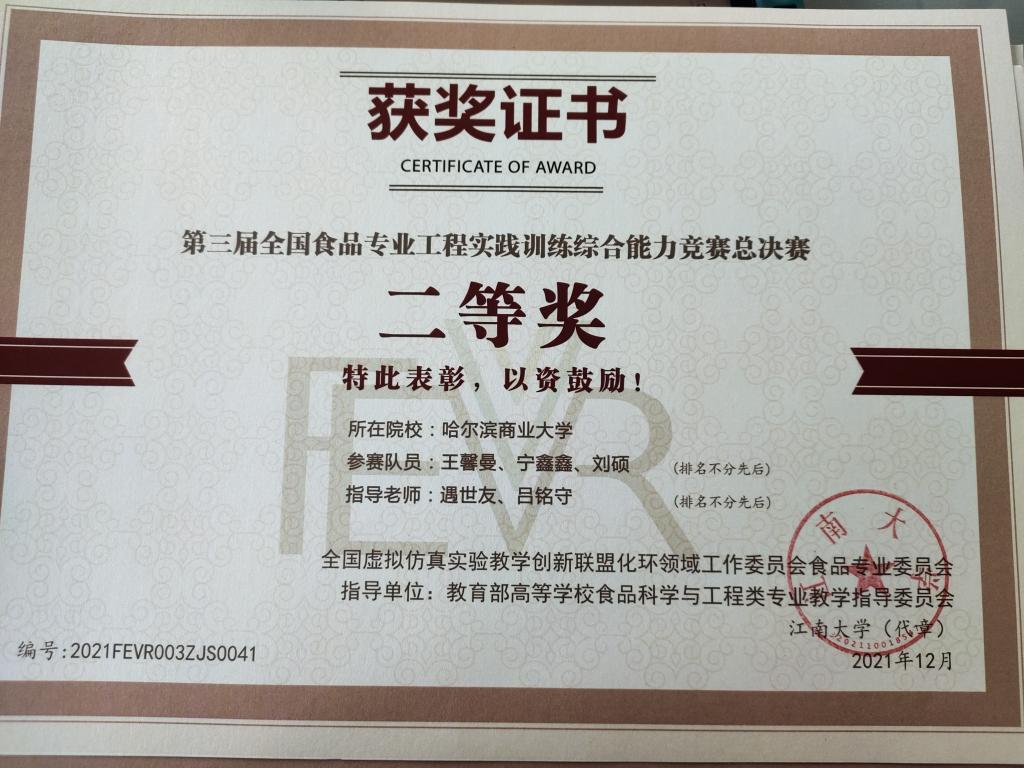 获奖证书
CERTIFICATE OF AWARD
第三届全国食品专业工程实践训练综合能力竞赛总决赛
二等奖
特此表彰，以资鼓励！
FEVR
所在院校：哈尔滨商业大学
参赛队员：王馨曼、宁鑫鑫、刘硕 （排名不分先后）
指导老师：遇世友、吕铭守 （排名不分先后）
全国虚拟仿真实验教学创新联盟化环领域工作委员会食品专业委员会
指导单位：教育部高等学校食品科学与工程类专业教学指导委员会
江南大学（代章）
2021年12月
江南大学
编号:2021FEVR003ZJS0041